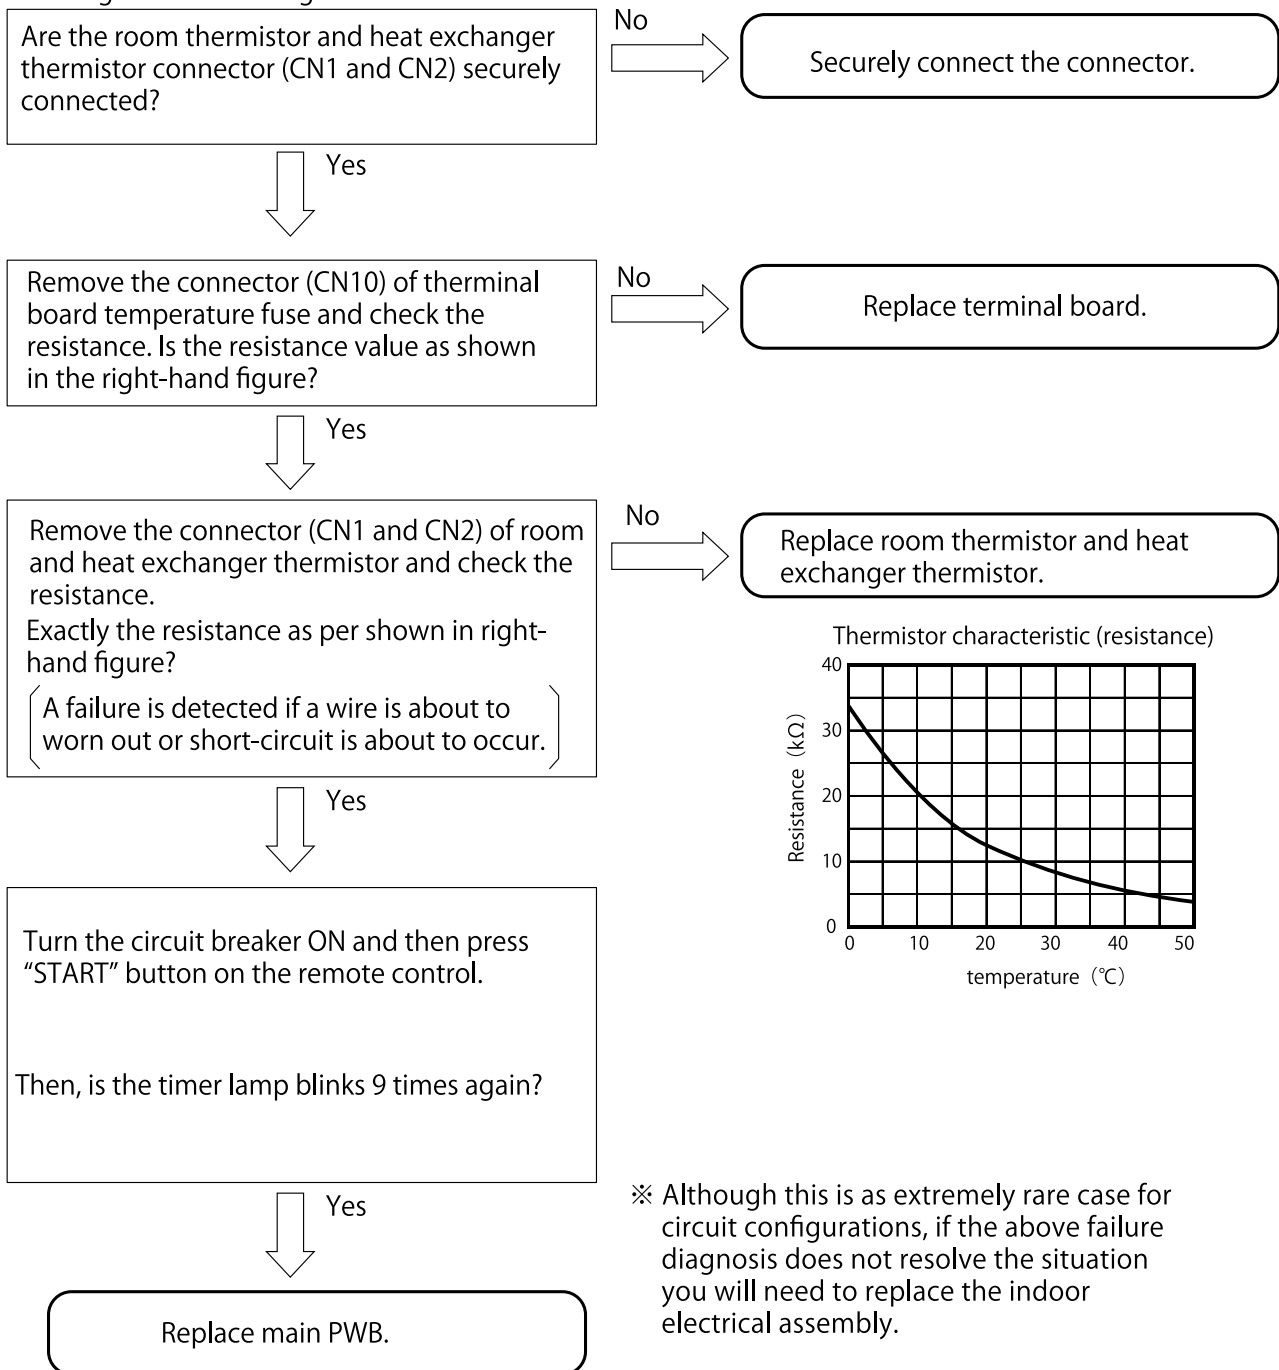 Are the room thermistor and heat exchanger
thermistor connector (CN1 and CN2) securely
connected?
No
Securely connect the connector.
Yes
Remove the connector (CN10) of therminal
board temperature fuse and check the
resistance. Is the resistance value as shown
in the right-hand figure?
No
Replace terminal board.
Yes
Remove the connector (CN1 and CN2) of room
and heat exchanger thermistor and check the
resistance.
Exactly the resistance as per shown in right-
hand figure?
A failure is detected if a wire is about to
worn out or short-circuit is about to occur.
No
Replace room thermistor and heat
exchanger thermistor.
Thermistor characteristic (resistance)
Resistance (kΩ)
40
30
20
10
0
0 10 20 30 40 50
temperature (℃)
Yes
Turn the circuit breaker ON and then press
“START” button on the remote control.
Then, is the timer lamp blinks 9 times again?
Yes
Replace main PWB.
※ Although this is as extremely rare case for
circuit configurations, if the above failure
diagnosis does not resolve the situation
you will need to replace the indoor
electrical assembly.